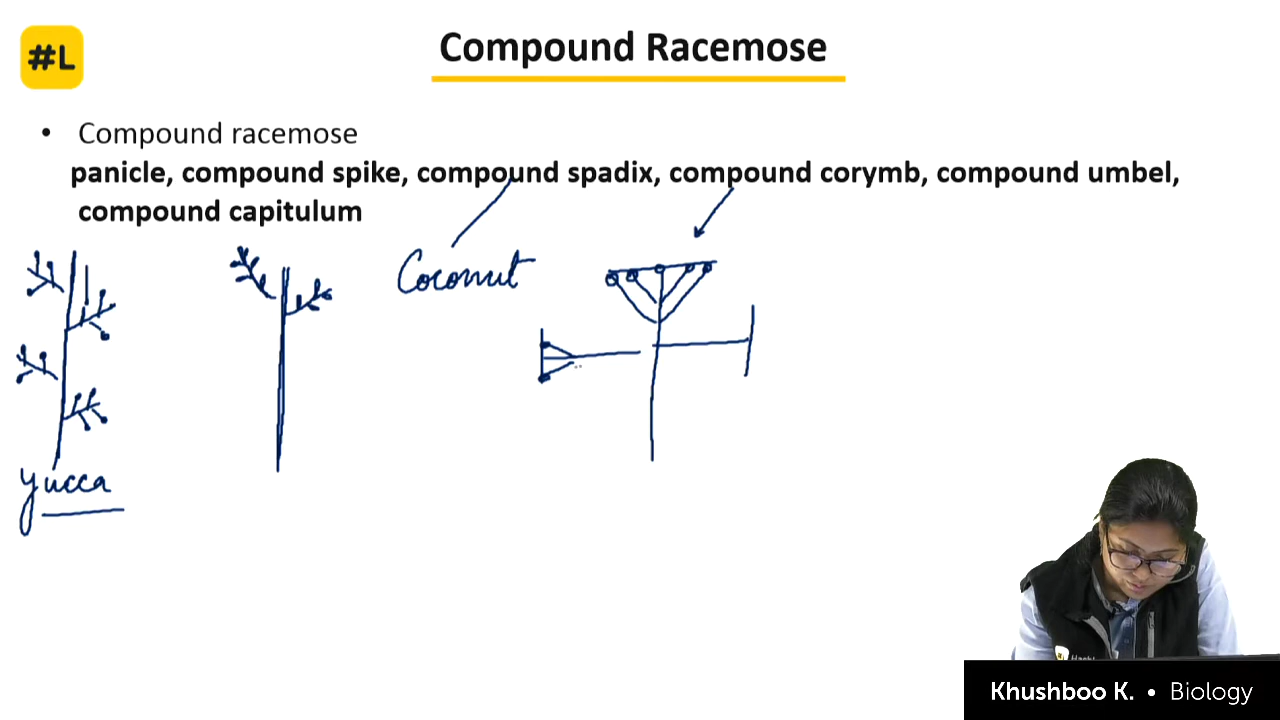 #L
Compound Racemose
• Compound racemose
panicle, compound spike, compound spadix, compound corymb, compound umbel,
compound capitulum
Coconut
yucca
Khushboo K. • Biology